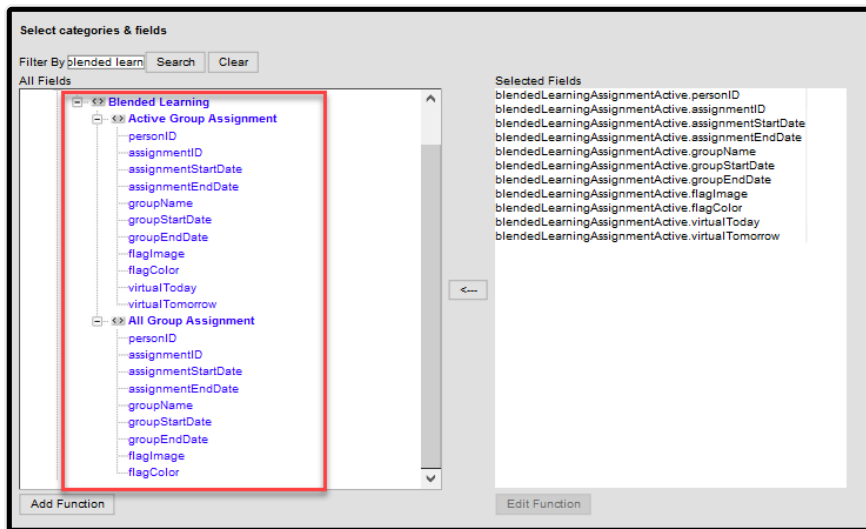 Select categories & fields
Filter By blended learn Search Clear
All Fields
Blended Learning
Active Group Assignment
personID
assignmentID
assignmentStartDate
assignmentEndDate
groupName
groupStartDate
groupEndDate
flagImage
flagColor
virtualToday
virtualTomorrow
All Group Assignment
personID
assignmentID
assignmentStartDate
assignmentEndDate
groupName
groupStartDate
groupEndDate
flagImage
flagColor
Add Function
<---
Selected Fields
blendedLearningAssignmentActive.personID
blendedLearningAssignmentActive.assignmentID
blendedLearningAssignmentActive.assignmentStartDate
blendedLearningAssignmentActive.assignmentEndDate
blendedLearningAssignmentActive.groupName
blendedLearningAssignmentActive.groupStartDate
blendedLearningAssignmentActive.groupEndDate
blendedLearningAssignmentActive.flagImage
blendedLearningAssignmentActive.flagColor
blendedLearningAssignmentActive.virtualToday
blendedLearningAssignmentActive.virtualTomorrow
Edit Function